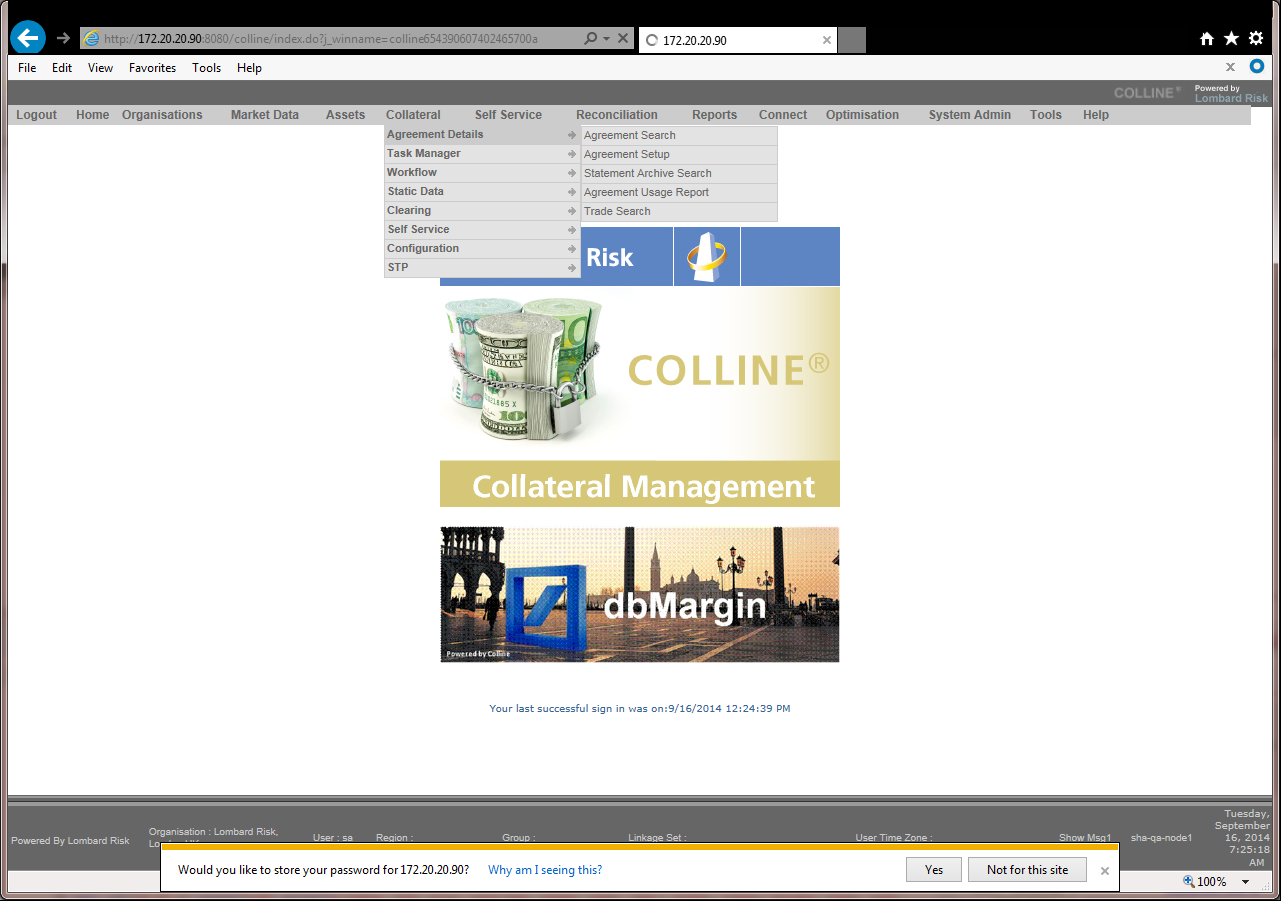 http://172.20.20.90:8080/colline/index.do?j_winname=colline654390607402465700a
172.20.20.90
File Edit View Favorites Tools Help
COLLINE® Powered by
Lombard Risk
Logout Home Organisations Market Data Assets Collateral Self Service Reconciliation Reports Connect Optimisation System Admin Tools Help
Agreement Details
Task Manager
Workflow
Static Data
Clearing
Self Service
Configuration
STP
Agreement Search
Agreement Setup
Statement Archive Search
Agreement Usage Report
Trade Search
Risk
COLLINE®
Collateral Management
dbMargin
Powered by Colline
Your last successful sign in was on:9/16/2014 12:24:39 PM
Powered By Lombard Risk
Organisation : Lombard Risk,
User : sa
Region :
Group :
Linkage Set :
User Time Zone :
Show Msg1
sha-qa-node1
Tuesday,
September
16, 2014
7:25:18
AM
Would you like to store your password for 172.20.20.90? Why am I seeing this? Yes Not for this site
100%